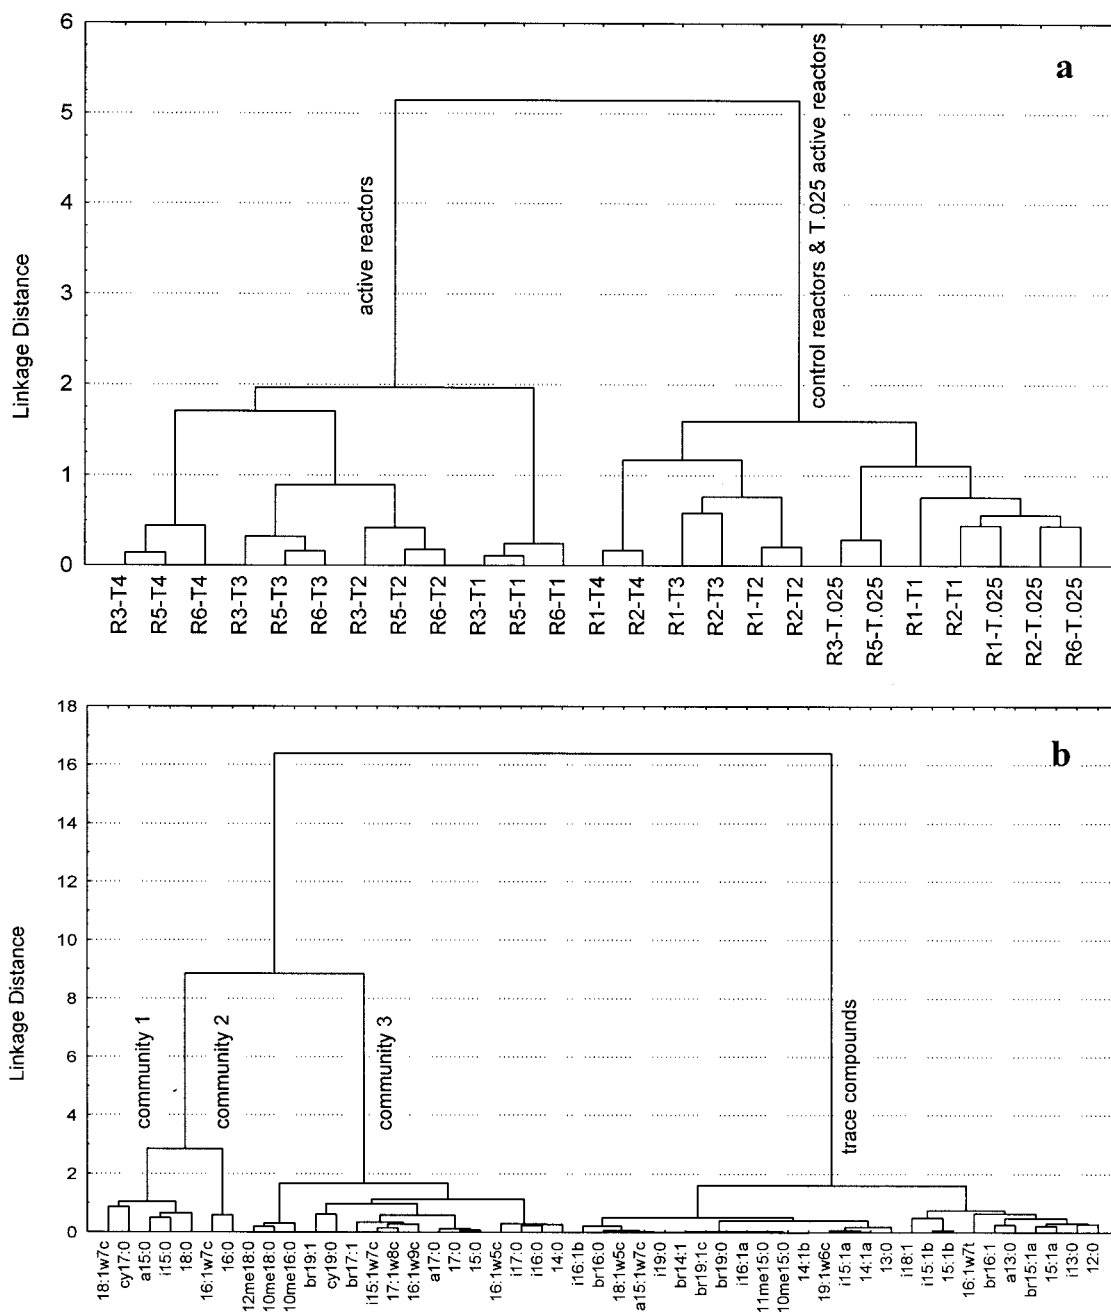 a
6
5
4
3
2
1
0
Linkage Distance
active reactors
control reactors & T.025 active reactors
R3-T4
R5-T4
R6-T4
R3-T3
R5-T3
R6-T3
R3-T2
R5-T2
R6-T2
R3-T1
R5-T1
R6-T1
R1-T4
R2-T4
R1-T3
R2-T3
R1-T2
R2-T2
R3-T.025
R5-T.025
R1-T1
R2-T1
R1-T.025
R2-T.025
R6-T.025
b
18
16
14
12
10
8
6
4
2
0
Linkage Distance
community 1
community 2
community 3
trace compounds
18:1w7c
cy17:0
a15:0
i15:0
18:0
16:1w7c
16:0
12me18:0
10me18:0
10me16:0
br19:1
cy19:0
br17:1
i15:1w7c
17:1w8c
16:1w9c
a17:0
17:0
15:0
16:1w5c
i17:0
i16:0
14:0
i16:1b
br16:0
18:1w5c
a15:1w7c
i19:0
br14:1
br19:1c
br19:0
i16:1a
11me15:0
10me15:0
14:1b
19:1w6c
i15:1a
14:1a
13:0
i18:1
i15:1b
15:1b
16:1w7t
br16:1
a13:0
br15:1a
15:1a
i13:0
12:0